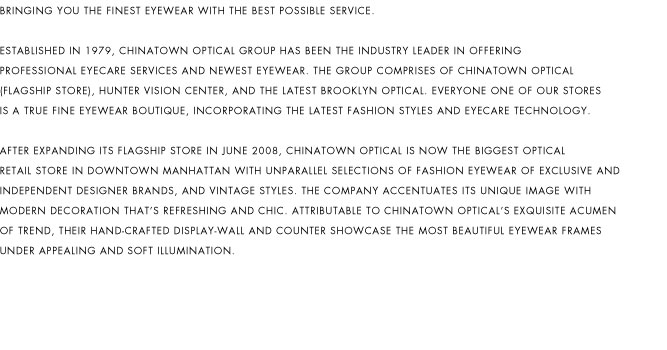 BRINGING YOU THE FINEST EYEWEAR WITH THE BEST POSSIBLE SERVICE.
ESTABLISHED IN 1979, CHINATOWN OPTICAL GROUP HAS BEEN THE INDUSTRY LEADER IN OFFERING
PROFESSIONAL EYECARE SERVICES AND NEWEST EYEWEAR. THE GROUP COMPRISES OF CHINATOWN OPTICAL
(FLAGSHIP STORE), HUNTER VISION CENTER, AND THE LATEST BROOKLYN OPTICAL. EVERYONE ONE OF OUR STORES
IS A TRUE FINE EYEWEAR BOUTIQUE, INCORPORATING THE LATEST FASHION STYLES AND EYECARE TECHNOLOGY.
AFTER EXPANDING ITS FLAGSHIP STORE IN JUNE 2008, CHINATOWN OPTICAL IS NOW THE BIGGEST OPTICAL
RETAIL STORE IN DOWNTOWN MANHATTAN WITH UNPARALLEL SELECTIONS OF FASHION EYEWEAR OF EXCLUSIVE AND
INDEPENDENT DESIGNER BRANDS, AND VINTAGE STYLES. THE COMPANY ACCENTUATES ITS UNIQUE IMAGE WITH
MODERN DECORATION THAT'S REFRESHING AND CHIC. ATTRIBUTABLE TO CHINATOWN OPTICAL'S EXQUISITE ACUMEN
OF TREND, THEIR HAND-CRAFTED DISPLAY-WALL AND COUNTER SHOWCASE THE MOST BEAUTIFUL EYEWEAR FRAMES
UNDER APPEALING AND SOFT ILLUMINATION.